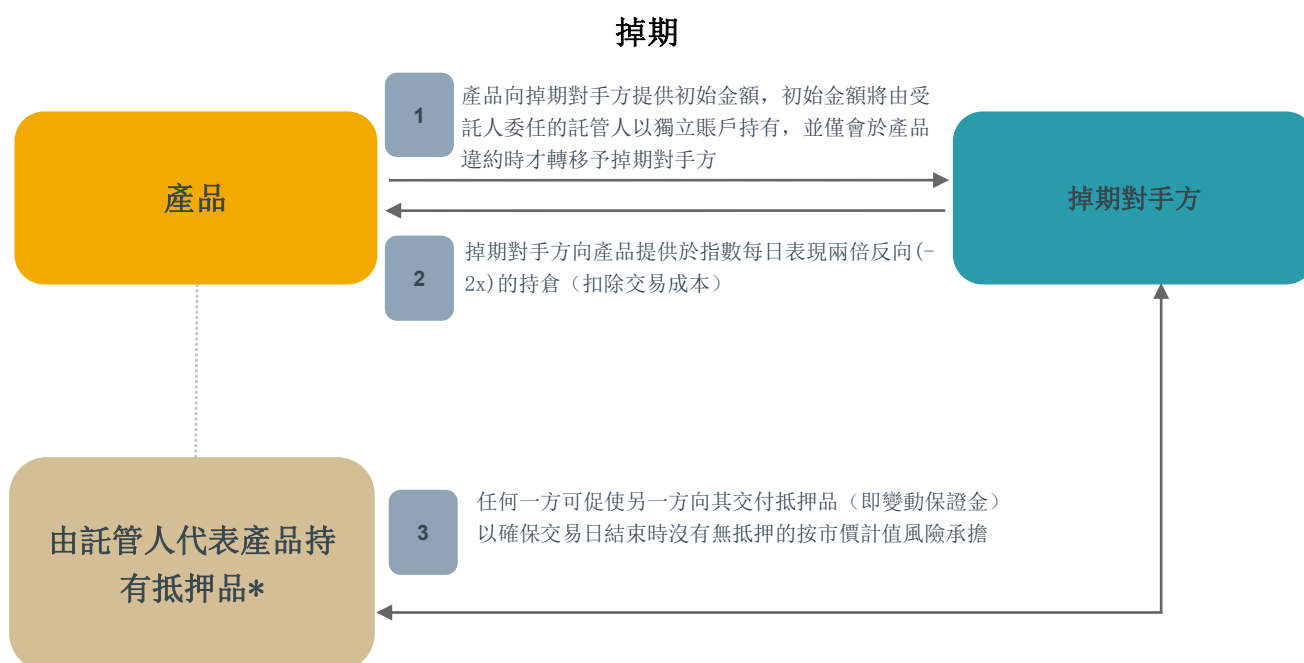 掉期
1
產品向掉期對手方提供初始金額，初始金額將由受
託人委任的託管人以獨立賬戶持有，並僅會於產品
違約時才轉移予掉期對手方
產品
掉期對手方
2
掉期對手方向產品提供於指數每日表現兩倍反向(-
2x)的持倉（扣除交易成本）
3
任何一方可促使另一方向其交付抵押品（即變動保證金）
以確保交易日結束時沒有無抵押的按市價計值風險承擔
由託管人代表產品持
有抵押品*